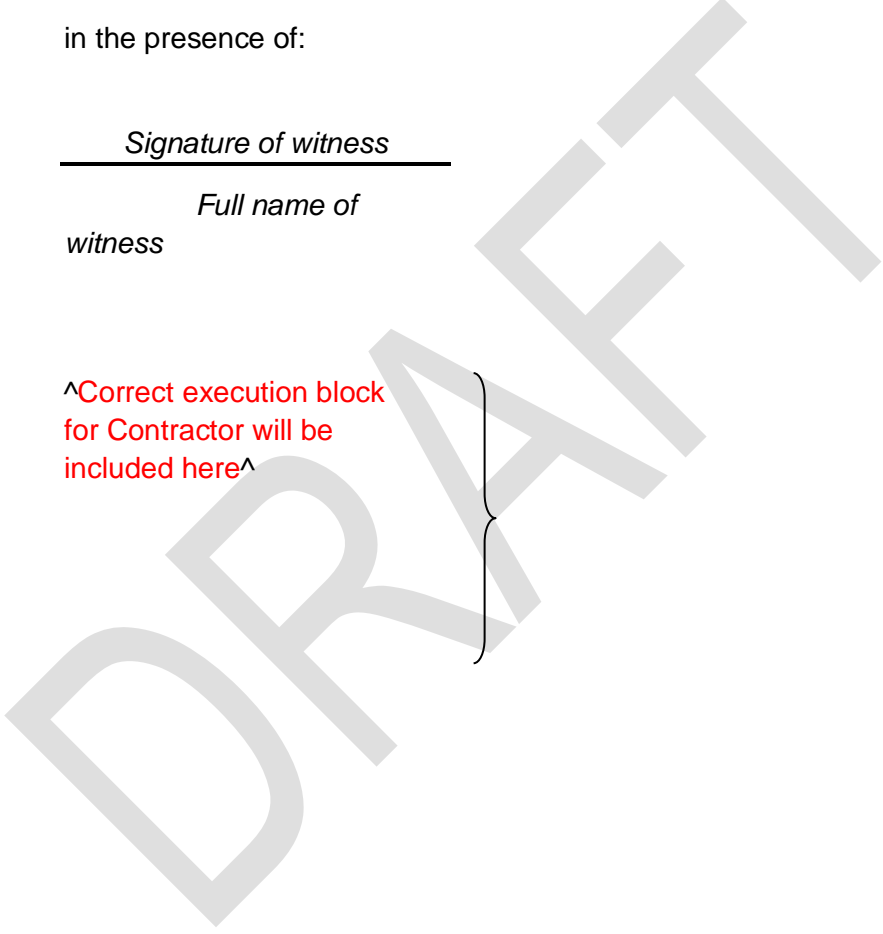 in the presence of:
Signature of witness
Full name of
witness
^Correct execution block
for Contractor will be
included here^
DRAFT